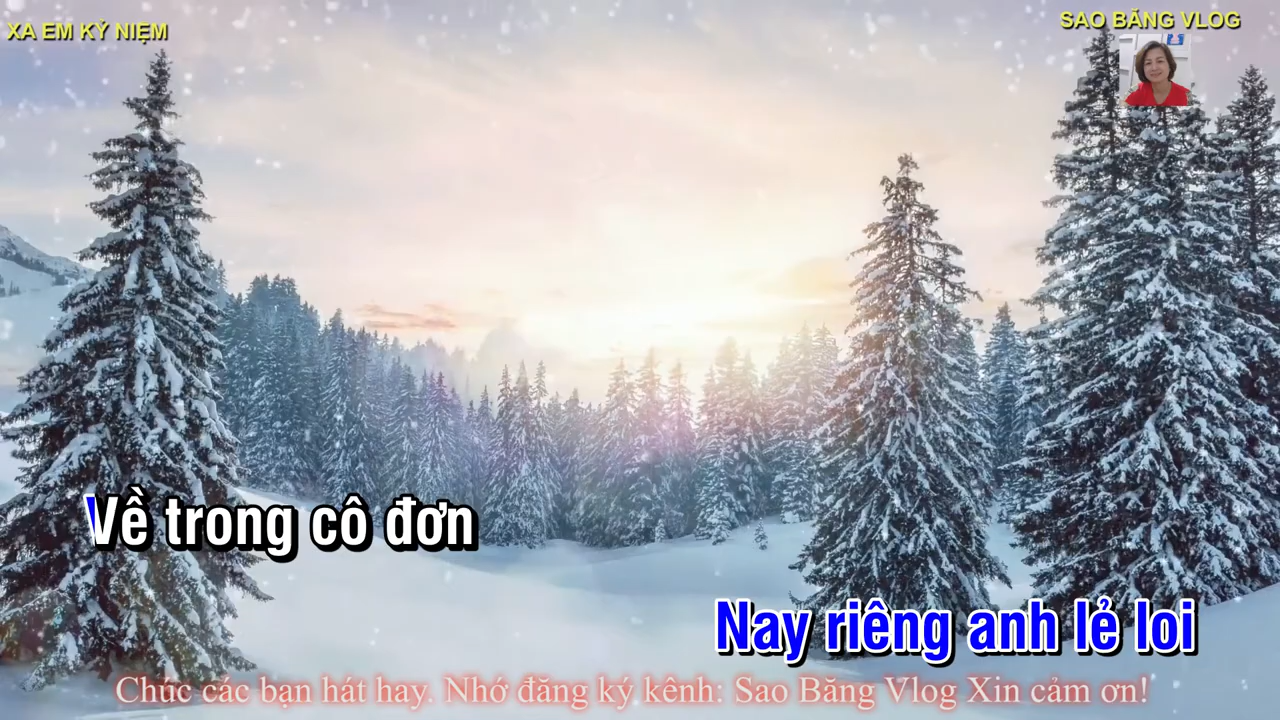 XA EM KỶ NIỆM
SAO BĂNG VLOG
Về trong cô đơn
Nay riêng anh lẻ loi
Chúc các bạn hát hay. Nhớ đăng ký kênh: Sao Băng Vlog Xin cảm ơn!